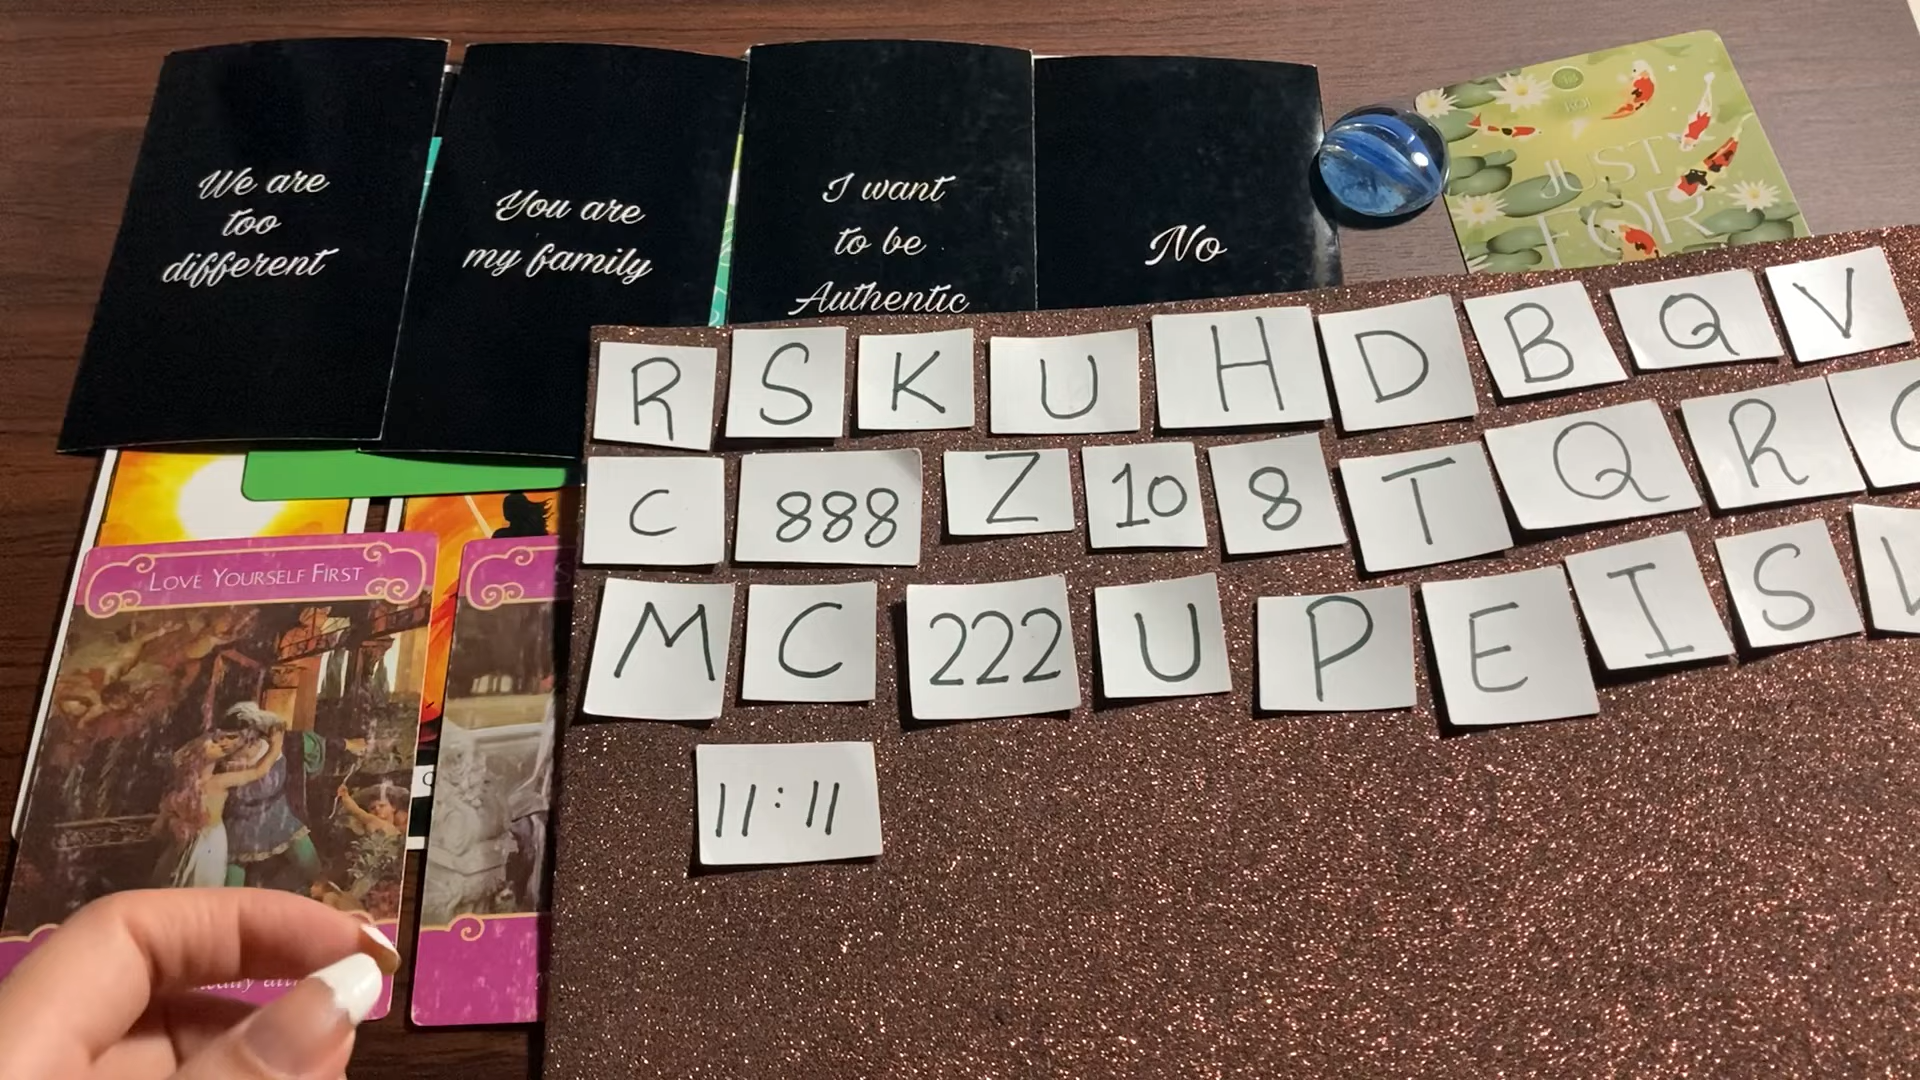 We are
too
different
You are
my family
I want
to be
Authentic
No
KOI
JUST
FOR
R S K U H D B Q V
C 888 Z 10 8 T Q R
M C 222 U P E I S
11:11
LOVE YOURSELF FIRST